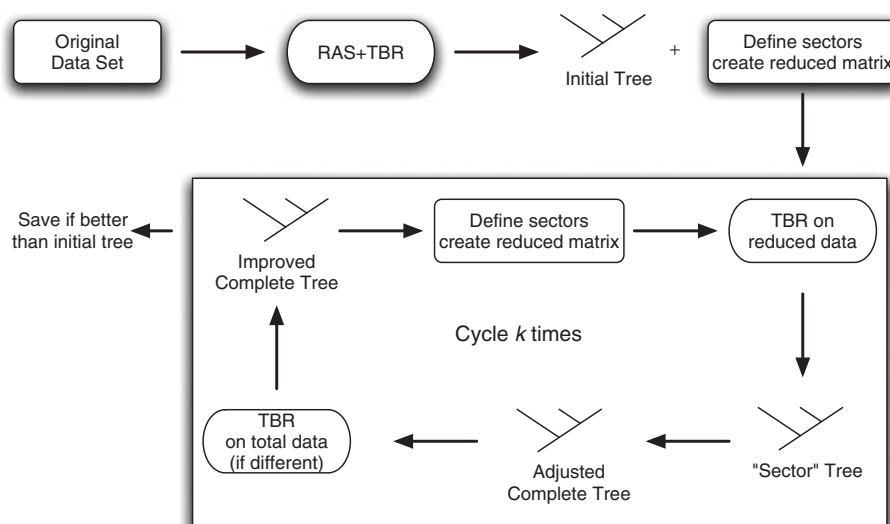 Original
Data Set
RAS+TBR
Initial Tree
+
Define sectors
create reduced matrix
Save if better
than initial tree
Improved
Complete Tree
Define sectors
create reduced matrix
TBR on
reduced data
Cycle k times
TBR
on total data
(if different)
Adjusted
Complete Tree
"Sector" Tree